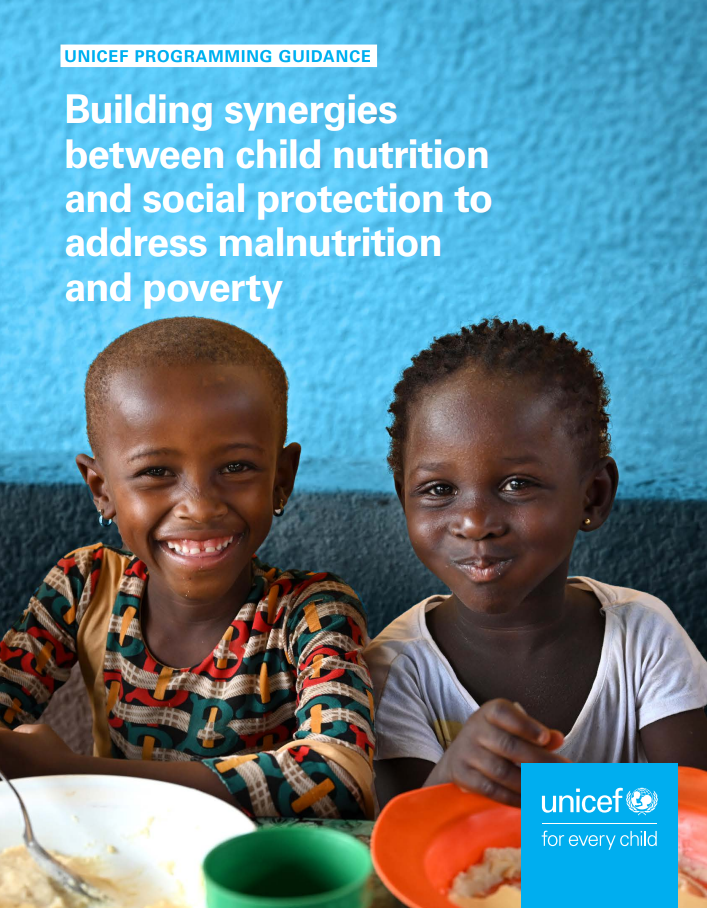 UNICEF PROGRAMMING GUIDANCE
Building synergies
between child nutrition
and social protection to
address malnutrition
and poverty
unicef
for every child